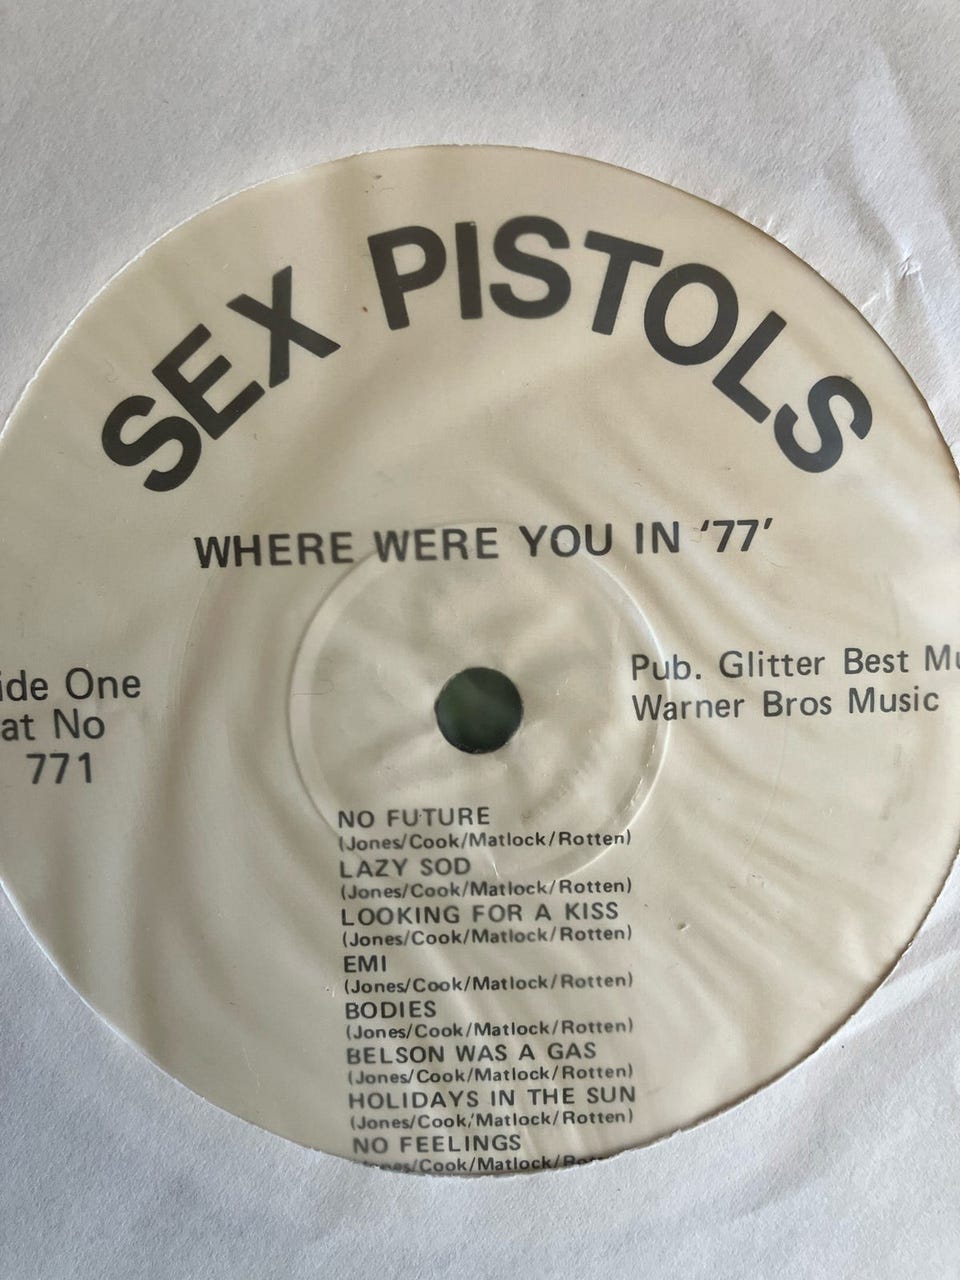 SEX PISTOLS
WHERE WERE YOU IN '77'
ide One
at No
771
Pub. Glitter Best Mu
Warner Bros Music
NO FUTURE
(Jones/Cook/Matlock/Rotten)
LAZY SOD
(Jones/Cook/Matlock/Rotten)
LOOKING FOR A KISS
(Jones/Cook/Matlock/Rotten)
EMI
(Jones/Cook/Matlock/Rotten)
BODIES
(Jones/Cook/Matlock/Rotten)
BELSON WAS A GAS
(Jones/Cook/Matlock/Rotten)
HOLIDAYS IN THE SUN
(Jones/Cook/Matlock/Rotten)
NO FEELINGS
/Cook/Matlock/